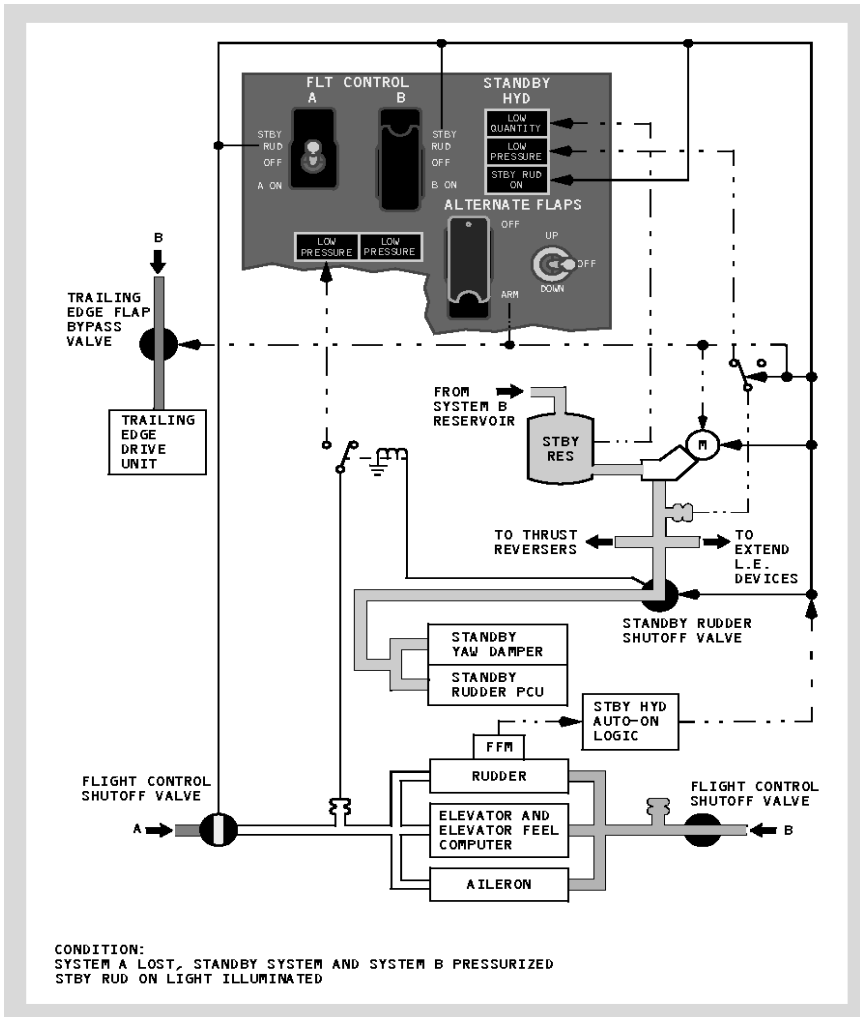 FLT CONTROL
A
B
STANDBY
HYD
STBY
RUD
OFF
A ON
STBY
RUD
OFF
B ON
LOW
QUANTITY
LOW
PRESSURE
STBY RUD
ON
ALTERNATE FLAPS
OFF
ARM
UP
OFF
DOWN
LOW
PRESSURE
LOW
PRESSURE
B
TRAILING
EDGE FLAP
BYPASS
VALVE
TRAILING
EDGE
DRIVE
UNIT
FROM
SYSTEM B
RESERVOIR
STBY
RES
M
TO THRUST
REVERSERS
TO
EXTEND
L.E.
DEVICES
STANDBY RUDDER
SHUTOFF VALVE
STANDBY
YAW DAMPER
STANDBY
RUDDER PCU
STBY HYD
AUTO-ON
LOGIC
FFM
RUDDER
ELEVATOR AND
ELEVATOR FEEL
COMPUTER
AILERON
FLIGHT CONTROL
SHUTOFF VALVE
A
FLIGHT CONTROL
SHUTOFF VALVE
B
CONDITION:
SYSTEM A LOST, STANDBY SYSTEM AND SYSTEM B PRESSURIZED
STBY RUD ON LIGHT ILLUMINATED